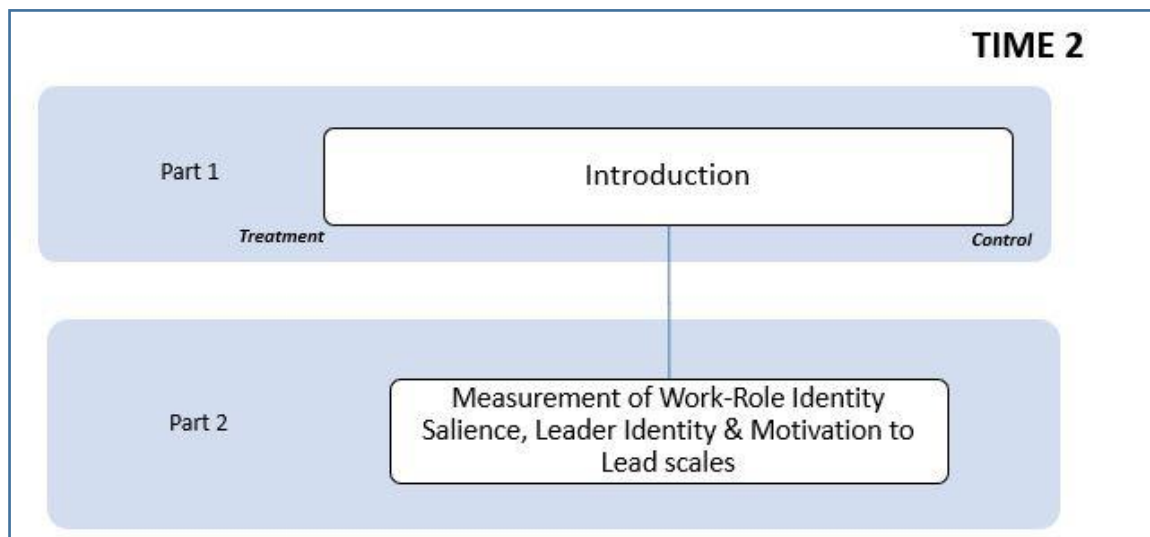 TIME 2
Part 1
Introduction
Treatment
Control
Part 2
Measurement of Work-Role Identity
Salience, Leader Identity & Motivation to
Lead scales